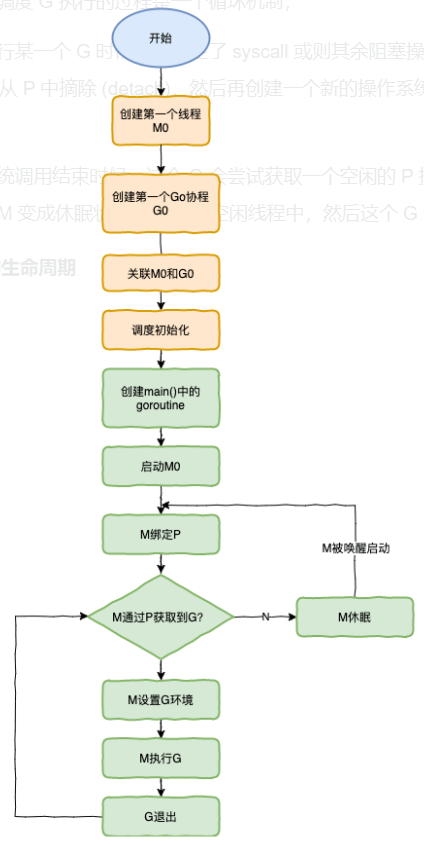 调度 G 执行的过程是一个循环机制；
开始
行某一个 G 时
了 syscall 或则其余阻塞操
从 P 中摘除 (detach)，然后再创建一个新的操作系统
创建第一个线程
M0
统调用结束时
会尝试获取一个空闲的 P 执
创建第一个Go协程
G0
M 变成休眠
空闲线程中，然后这个 G
生命周期
关联M0和G0
调度初始化
创建main()中的
goroutine
启动M0
M绑定P
M被唤醒启动
M通过P获取到G?
N
M休眠
M设置G环境
M执行G
G退出